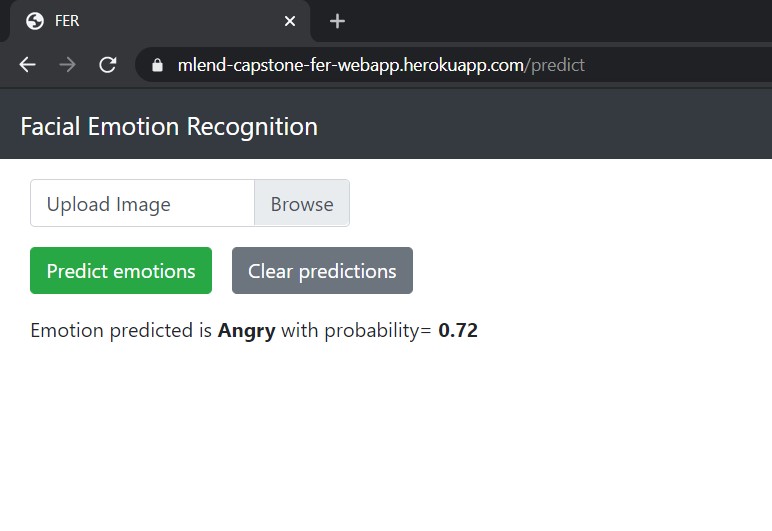 FER
mlend-capstone-fer-webapp.herokuapp.com/predict
Facial Emotion Recognition
Upload Image Browse
Predict emotions Clear predictions
Emotion predicted is Angry with probability= 0.72